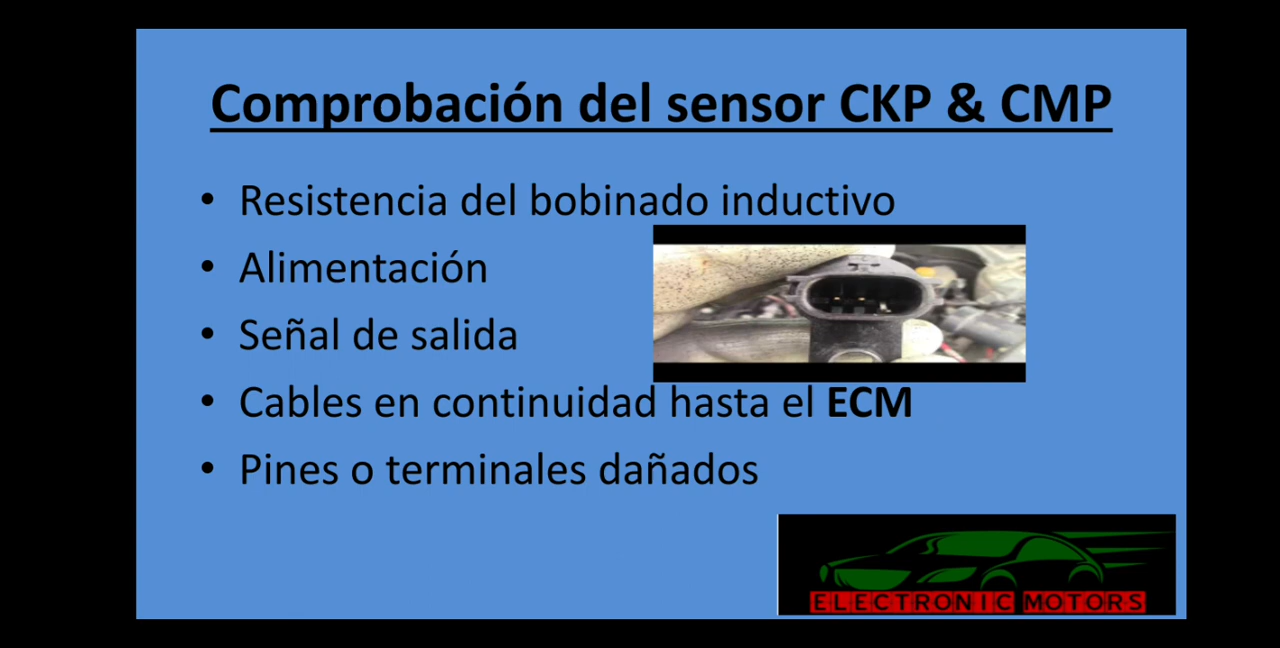 Comprobación del sensor CKP & CMP
• Resistencia del bobinado inductivo
• Alimentación
• Señal de salida
• Cables en continuidad hasta el ECM
• Pines o terminales dañados
ELECTRONIC MOTORS